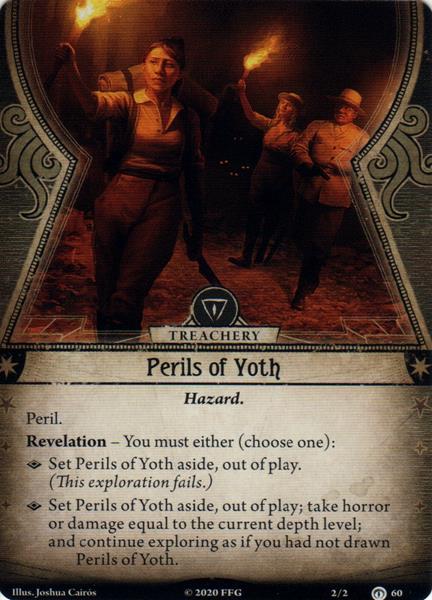 TREACHERY
Perils of Yoth
Hazard.
Peril.
Revelation – You must either (choose one):
Set Perils of Yoth aside, out of play.
(This exploration fails.)
Set Perils of Yoth aside, out of play; take horror
or damage equal to the current depth level;
and continue exploring as if you had not drawn
Perils of Yoth.
Illus. Joshua Cairós
© 2020 FFG
2/2
60